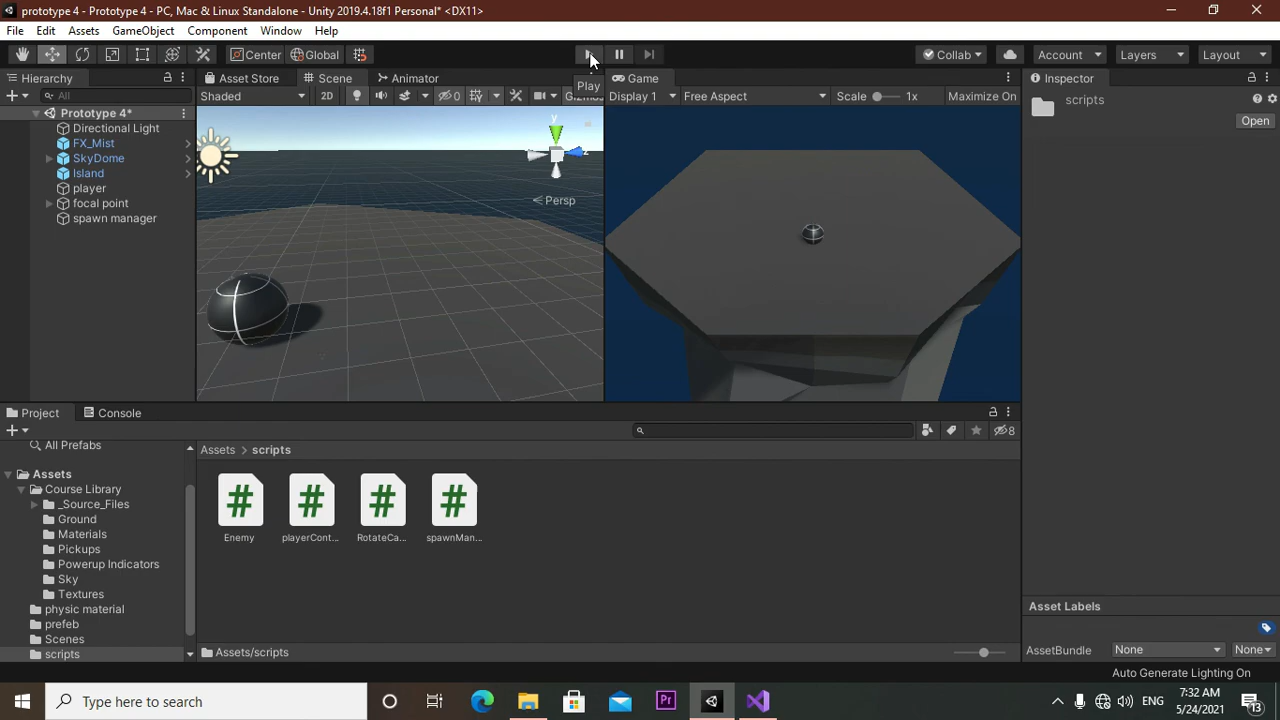 prototype 4 - Prototype 4 - PC, Mac & Linux Standalone - Unity 2019.4.18f1 Personal* <DX11>
File Edit Assets GameObject Component Window Help
Center Global Collab Account Layers Layout
Play
Hierarchy
All
Prototype 4*
Directional Light
FX_Mist
SkyDome
Island
player
focal point
spawn manager
Asset Store Scene Animator
Shaded 2D 0 Gizmos
y
z
Persp
Game
Display 1 Free Aspect Scale 1x Maximize On
Inspector
scripts
Open
Project Console
8
All Prefabs
Assets
Course Library
_Source_Files
Ground
Materials
Pickups
Powerup Indicators
Sky
Textures
physic material
prefeb
Scenes
scripts
Assets scripts
Enemy playerCont... RotateCa... spawnMan...
Assets/scripts
Asset Labels
AssetBundle None None
Auto Generate Lighting On
Type here to search
Pr
ENG
7:32 AM
5/24/2021
13